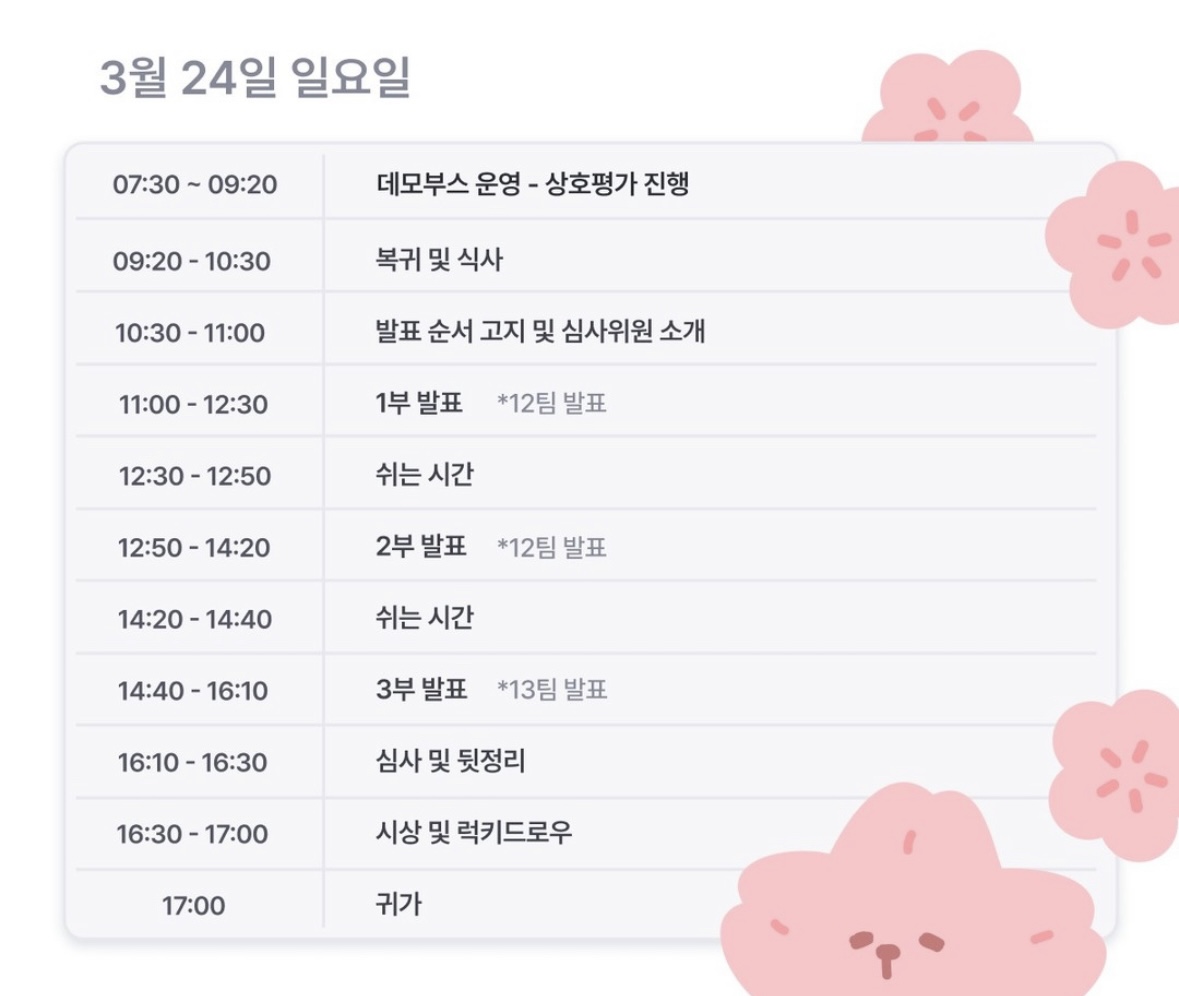 3월 24일 일요일
07:30 ~ 09:20 데모부스 운영 - 상호평가 진행
09:20 - 10:30 복귀 및 식사
10:30 - 11:00 발표 순서 고지 및 심사위원 소개
11:00 - 12:30 1부 발표 *12팀 발표
12:30 - 12:50 쉬는 시간
12:50 - 14:20 2부 발표 *12팀 발표
14:20 - 14:40 쉬는 시간
14:40 - 16:10 3부 발표 *13팀 발표
16:10 - 16:30 심사 및 뒷정리
16:30 - 17:00 시상 및 럭키드로우
17:00 귀가